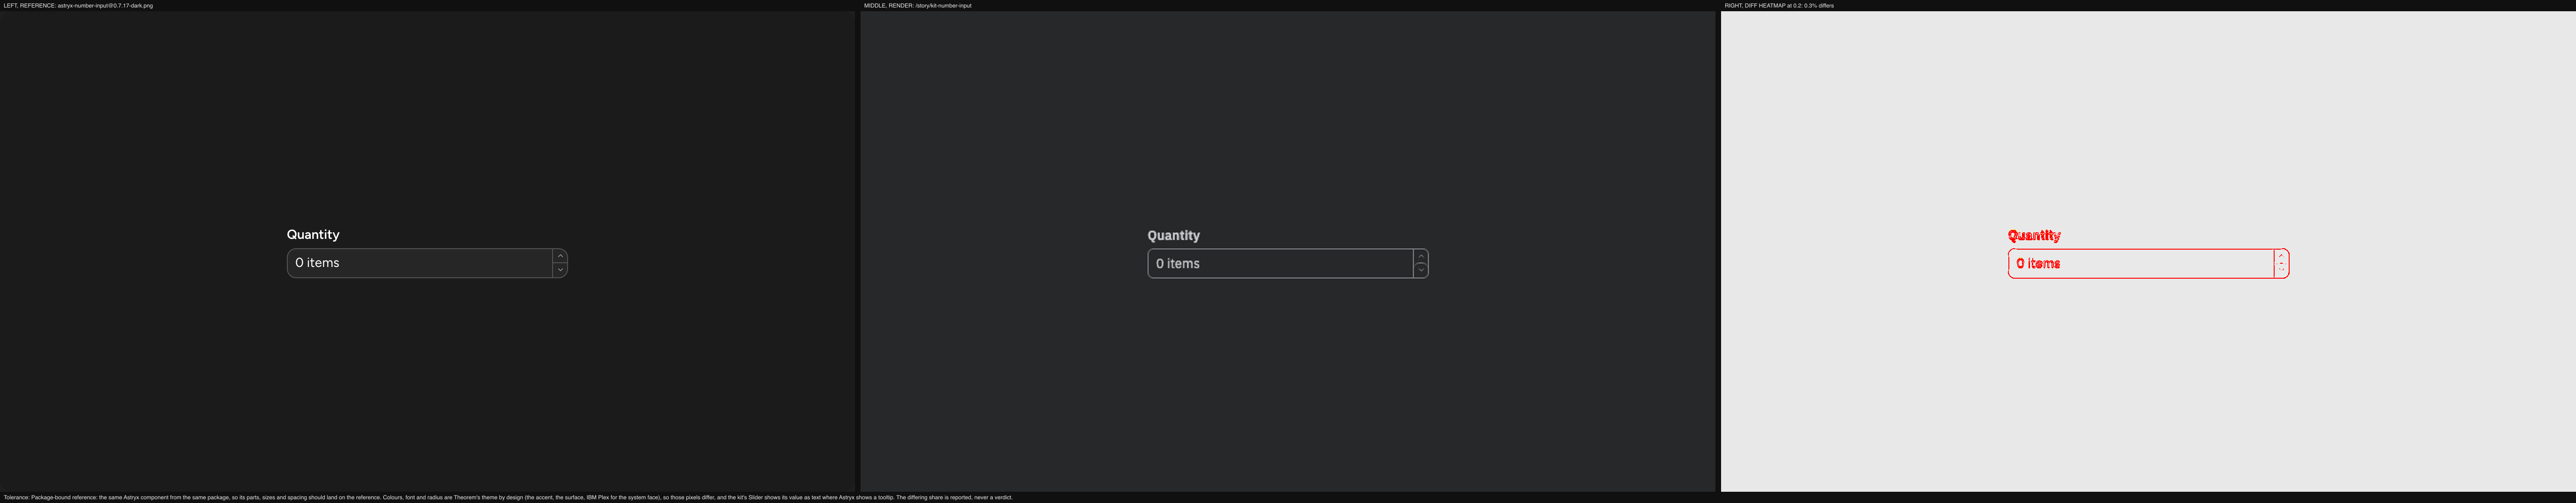 LEFT, REFERENCE: astryx-number-input@0.7.17-dark.png
MIDDLE, RENDER: /story/kit-number-input
RIGHT, DIFF HEATMAP at 0.2: 0.3% differs
Quantity
0 items
Quantity
0 items
Quantity
0 items
Tolerance: Package-bound reference: the same Astryx component from the same package, so its parts, sizes and spacing should land on the reference. Colours, font and radius are Theorem's theme by design (the accent, the surface, IBM Plex for the system face), so those pixels differ, and the kit's Slider shows its value as text where Astryx shows a tooltip. The differing share is reported, never a verdict.